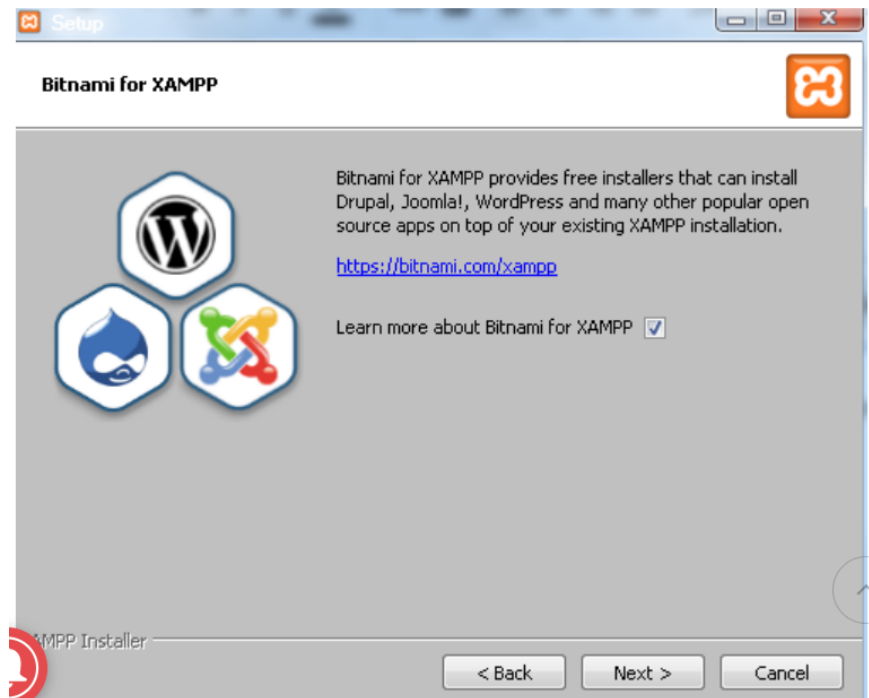 Setup
Bitnami for XAMPP
Bitnami for XAMPP provides free installers that can install
Drupal, Joomla!, WordPress and many other popular open
source apps on top of your existing XAMPP installation.
https://bitnami.com/xampp
Learn more about Bitnami for XAMPP
AMPP Installer
< Back
Next >
Cancel